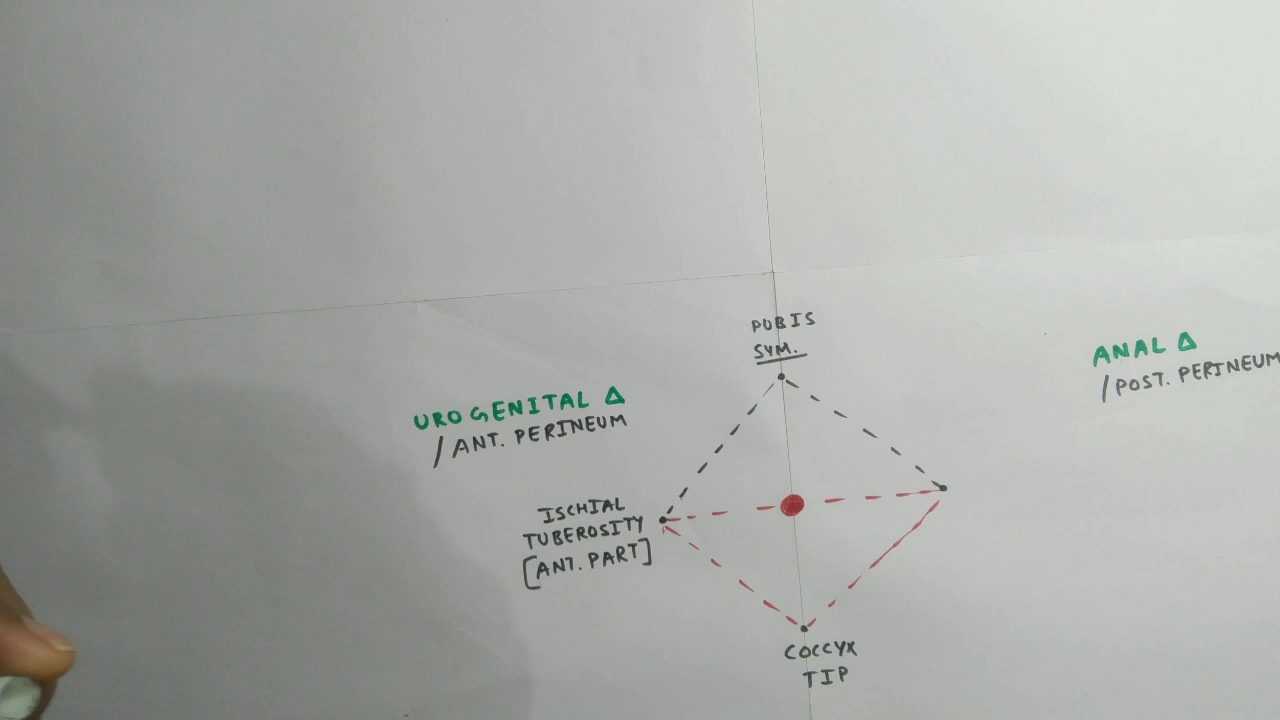 PUBIS
SYM.
UROGENITAL Δ
/ANT. PERINEUM
ANAL Δ
/POST. PERINEUM
ISCHIAL
TUBEROSITY
[ANT. PART]
COCCYX
TIP